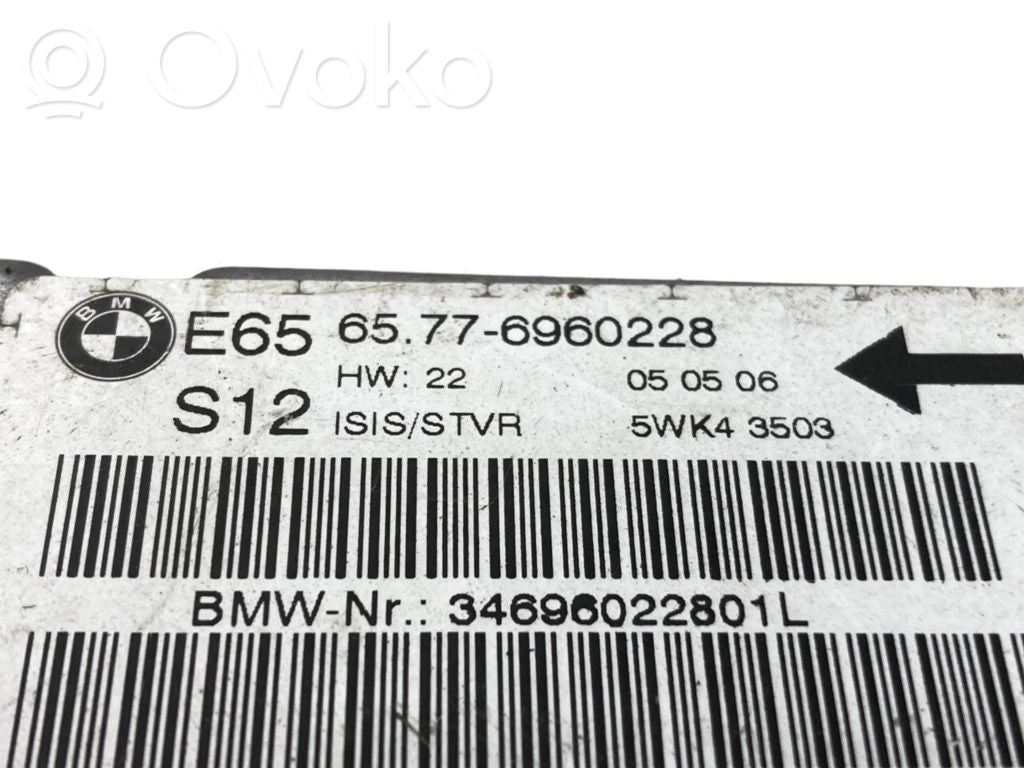 Ovoko
BMW E65 65.77-6960228
HW: 22 05 05 06
S12 ISIS/STVR 5WK4 3503
BMW-Nr.: 34696022801L